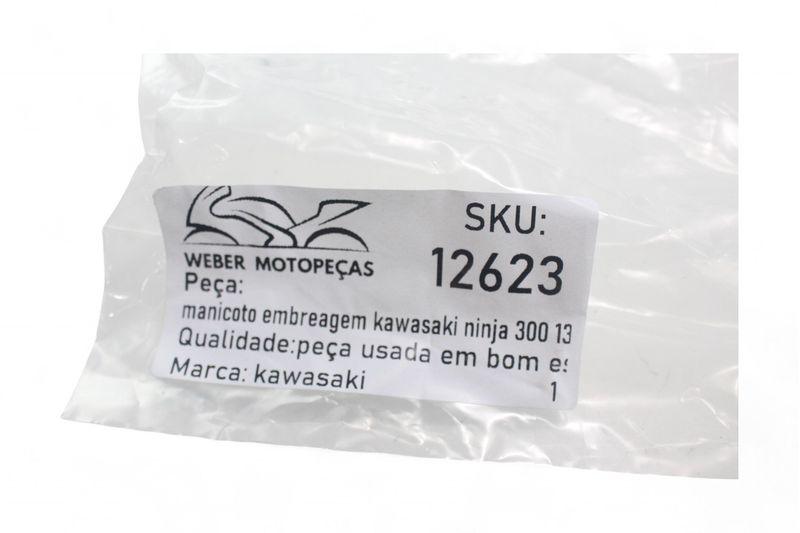 SKU:
12623
WEBER MOTOPEÇAS
Peça:
manicoto embreagem kawasaki ninja 300 13
Qualidade:peça usada em bom es
Marca: kawasaki
1